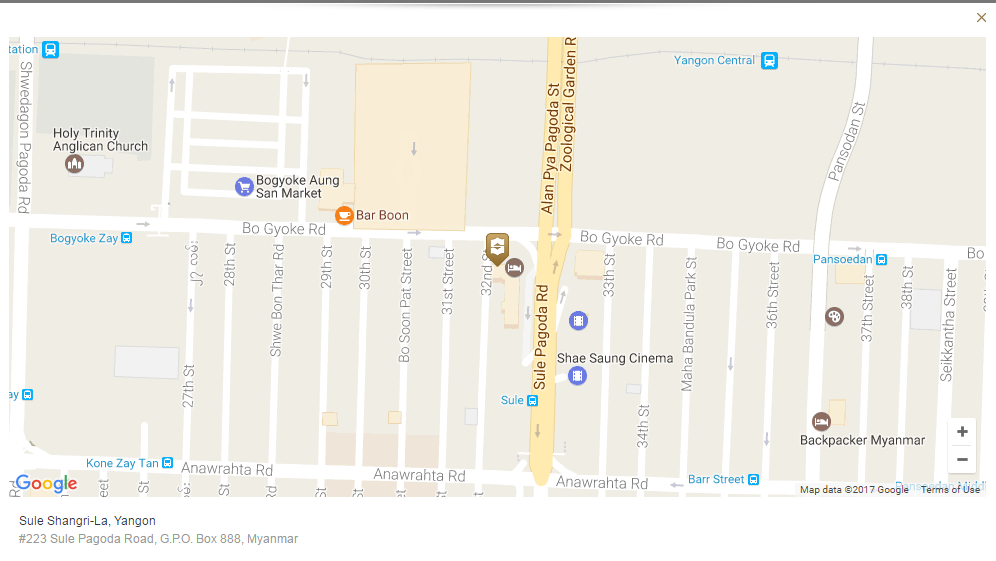 tation
Yangon Central
Shwedagon Pagoda Rd
Alan Pya Pagoda St
Zoological Garden R
Pansodan St
Holy Trinity
Anglican Church
Bogyoke Aung
San Market
Bar Boon
Bogyoke Zay
Bo Gyoke Rd
Bo Gyoke Rd
Bo Gyoke Rd
Bo
Pansoedan
28th St
Shwe Bon Thar Rd
29th St
30th St
Bo Soon Pat Street
31st Street
32nd St
33th St
Maha Bandula Park St
36th Street
37th Street
38th St
Seikkantha Street
Sule Pagoda Rd
Shae Saung Cinema
27th St
ay
Sule
34th St
Backpacker Myanmar
+
−
Kone Zay Tan
Anawrahta Rd
Anawrahta Rd
Anawrahta Rd
Barr Street
Google
St
St
St
Map data ©2017 Google
Terms of Use
Sule Shangri-La, Yangon
#223 Sule Pagoda Road, G.P.O. Box 888, Myanmar